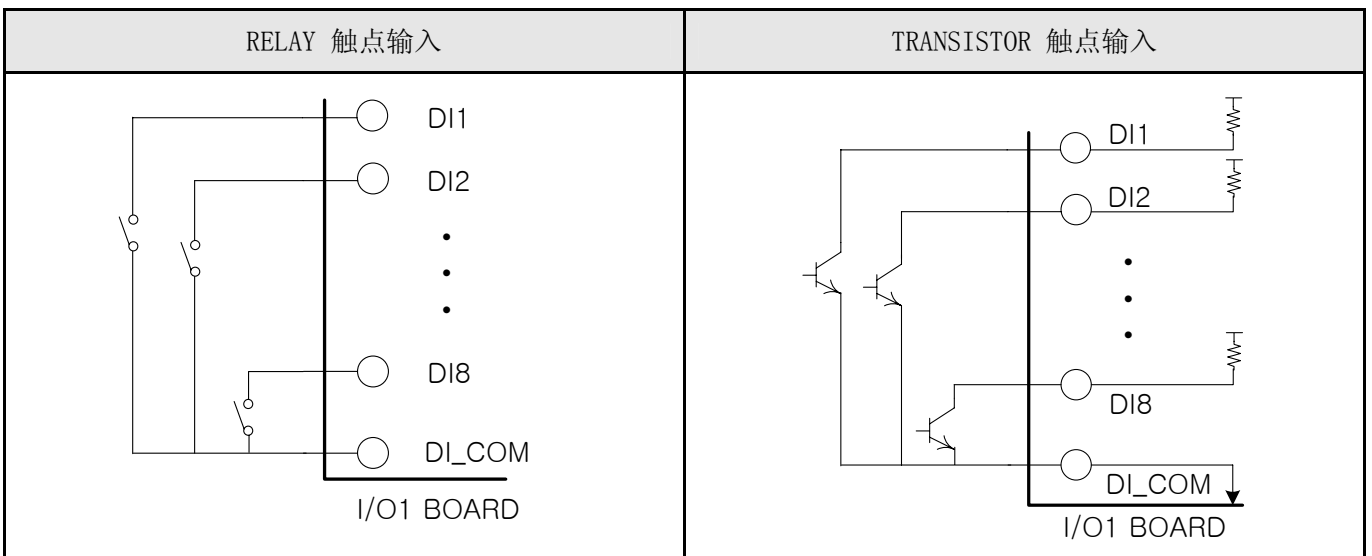 RELAY 触点输入
TRANSISTOR 触点输入
DI1
DI2
DI8
DI_COM
I/O1 BOARD
DI1
DI2
DI8
DI_COM
I/O1 BOARD